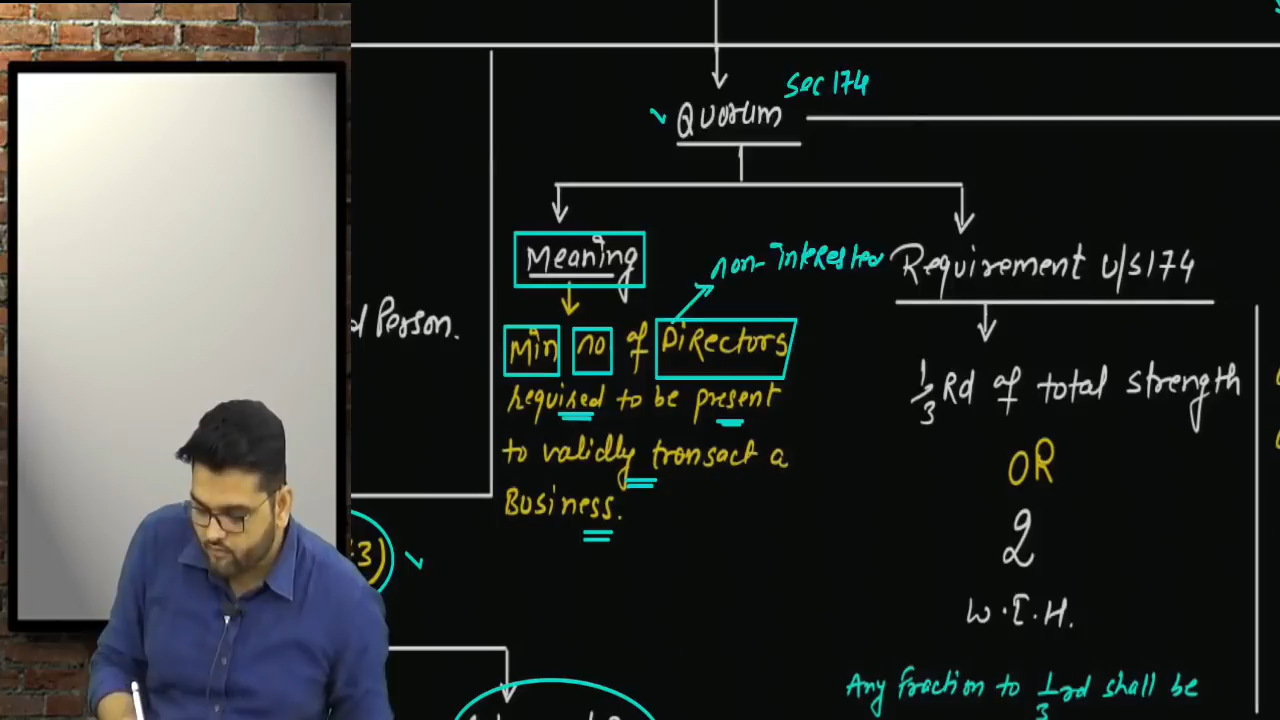 Sec 174
Quorum
Meaning
non-Interested
Requirement u/s 174
Min no of Directors
required to be present
to validly transact a
Business.
Person.
1/3 Rd of total strength
OR
2
W.I.H.
3)
Any fraction to 1/3rd shall be